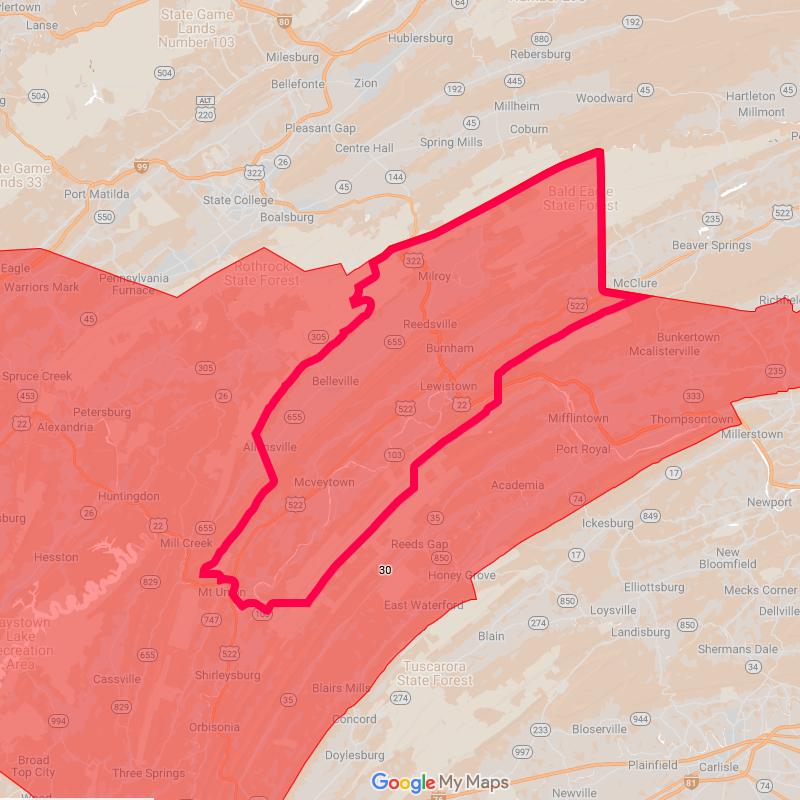 ylertown
Lanse
State Game
Lands
Number 103
80
64
Hublersburg
192
880
Rebersburg
Milesburg
504
Bellefonte
Zion
445
192
Woodward
45
Hartleton
45
504
ALT
220
Millheim
Millmont
45
Coburn
Pleasant Gap
Spring Mills
te Game
nds 33
99
322
26
Centre Hall
144
45
Port Matilda
State College
Bald Eagle
State Forest
550
Boalsburg
235
522
Beaver Springs
Eagle
Warriors Mark
Pennsylvania
Furnace
Rothrock
State Forest
322
Milroy
McClure
522
Richfield
45
305
Reedsville
655
Burnham
Bunkertown
Mcalisterville
305
Spruce Creek
Belleville
Lewistown
235
453
26
22
522
333
22
Petersburg
Alexandria
655
Mifflintown
Thompsontown
Allensville
Port Royal
Millerstown
103
17
Huntingdon
Mcveytown
Academia
74
Newport
26
22
522
655
sburg
35
849
Ickesburg
Mill Creek
Reeds Gap
850
17
New
Bloomfield
Hesston
30
Honey Grove
829
Mt Union
Elliottsburg
Mecks Corner
103
East Waterford
850
Loysville
Dellville
aystown
Lake
ecreation
Area
747
274
850
Landisburg
Blain
522
655
Shermans Dale
34
Tuscarora
State Forest
Cassville
Shirleysburg
Blairs Mills
274
829
35
994
Orbisonia
Concord
944
233
Bloserville
Doylesburg
997
Broad
Top City
Three Springs
Plainfield
Carlisle
81
74
Newville
Google My Maps